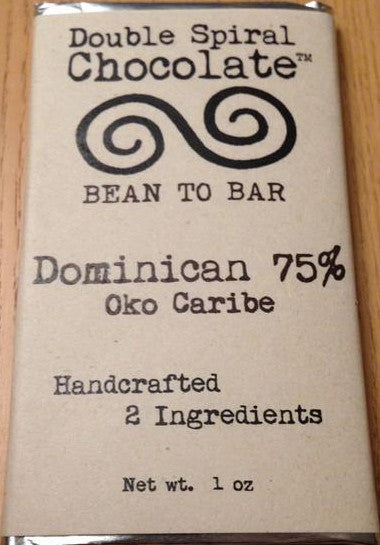 Double Spiral
Chocolate™
BEAN TO BAR
Dominican 75%
Oko Caribe
Handcrafted
2 Ingredients
Net wt. 1 oz